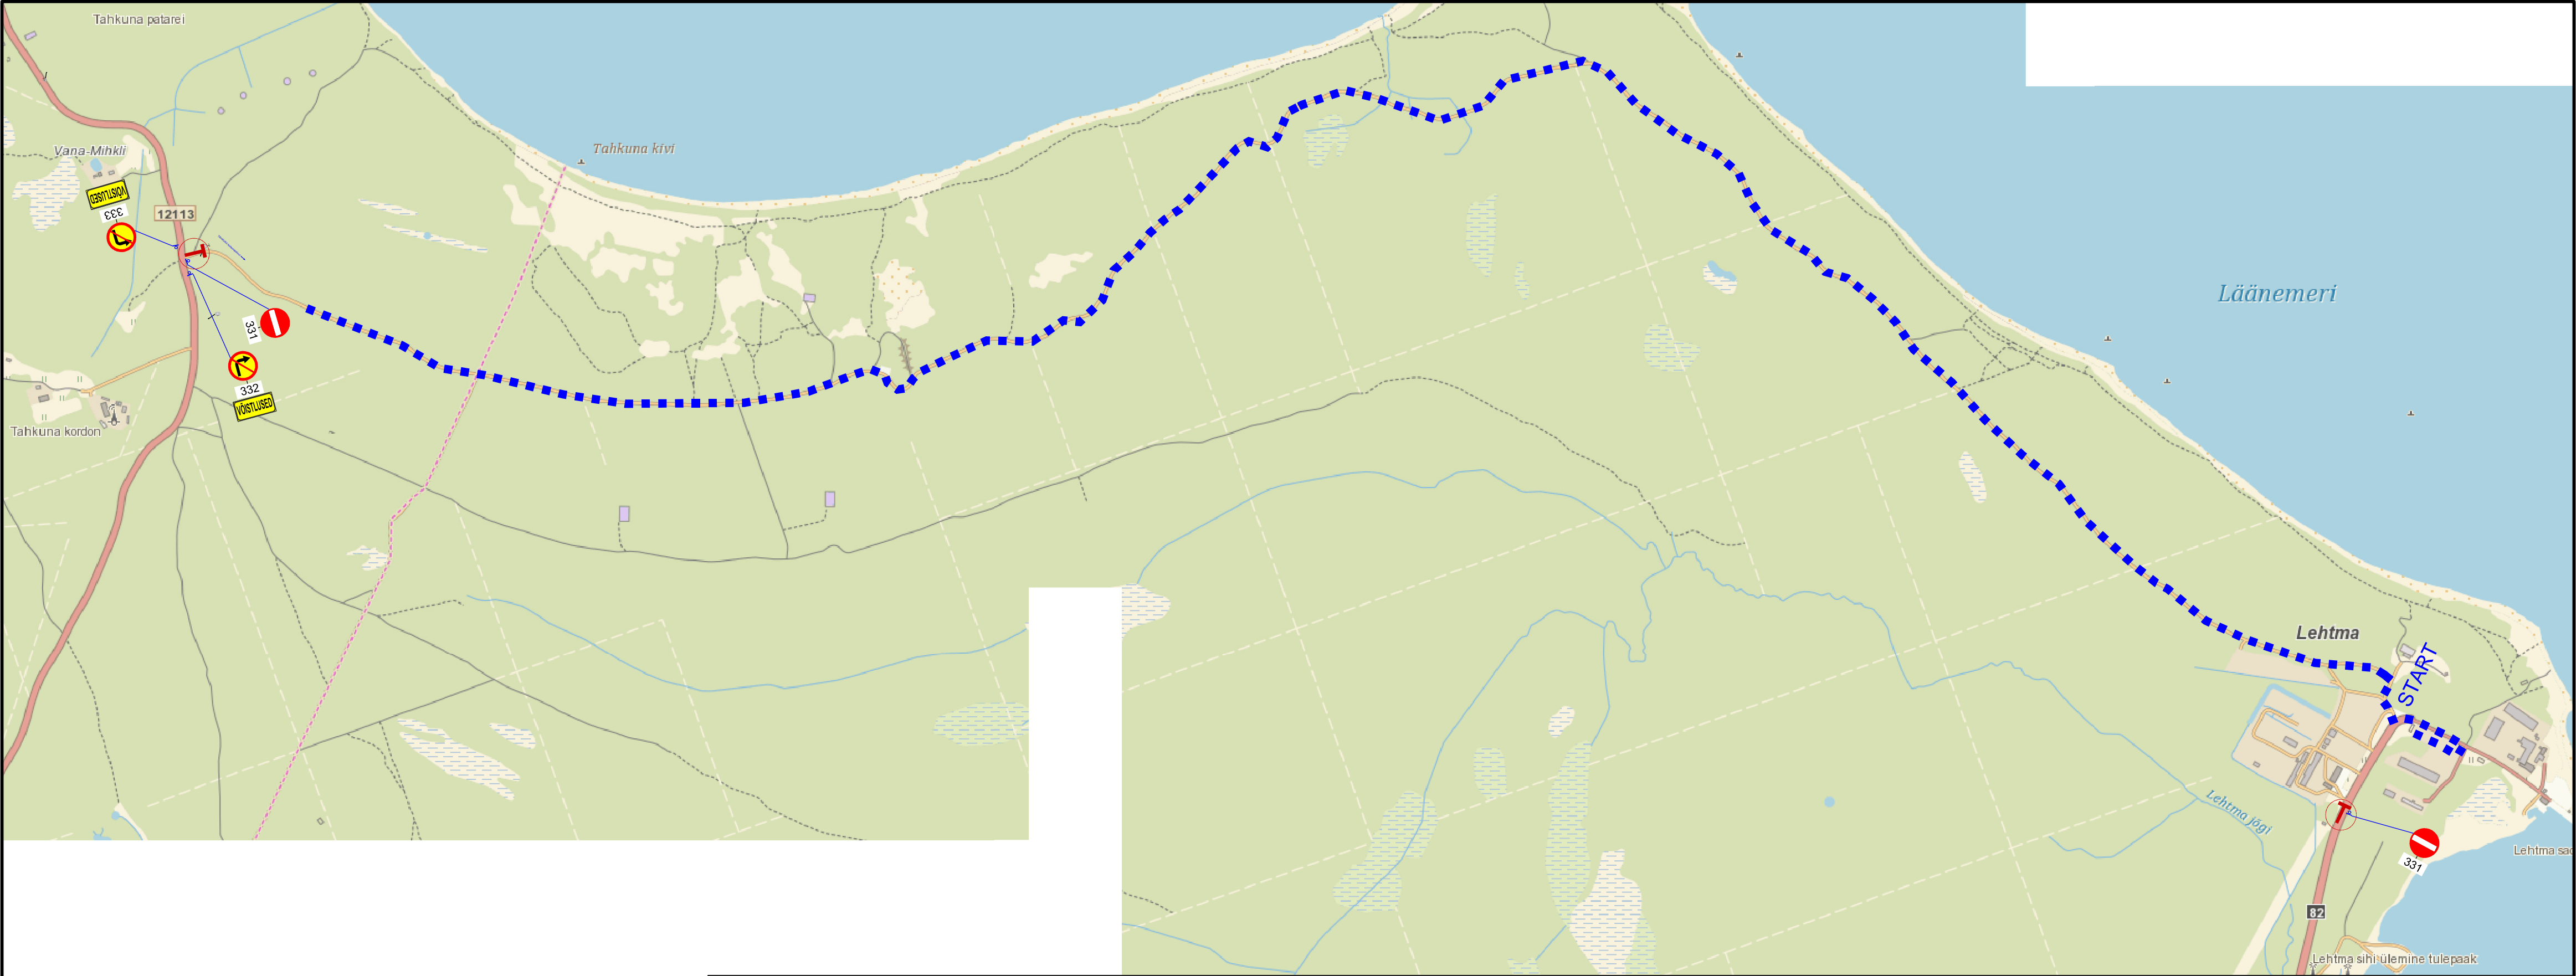 Tahkuna patarei
Vana-Mihkli
VÕISTLUSED
333
12113
331
332
VÕISTLUSED
Tahkuna kordon
Tahkuna kivi
Läänemeri
Lehtma
START
Lehtma jõgi
331
Lehtma sad
82
Lehtma sihi ülemine tulepaak